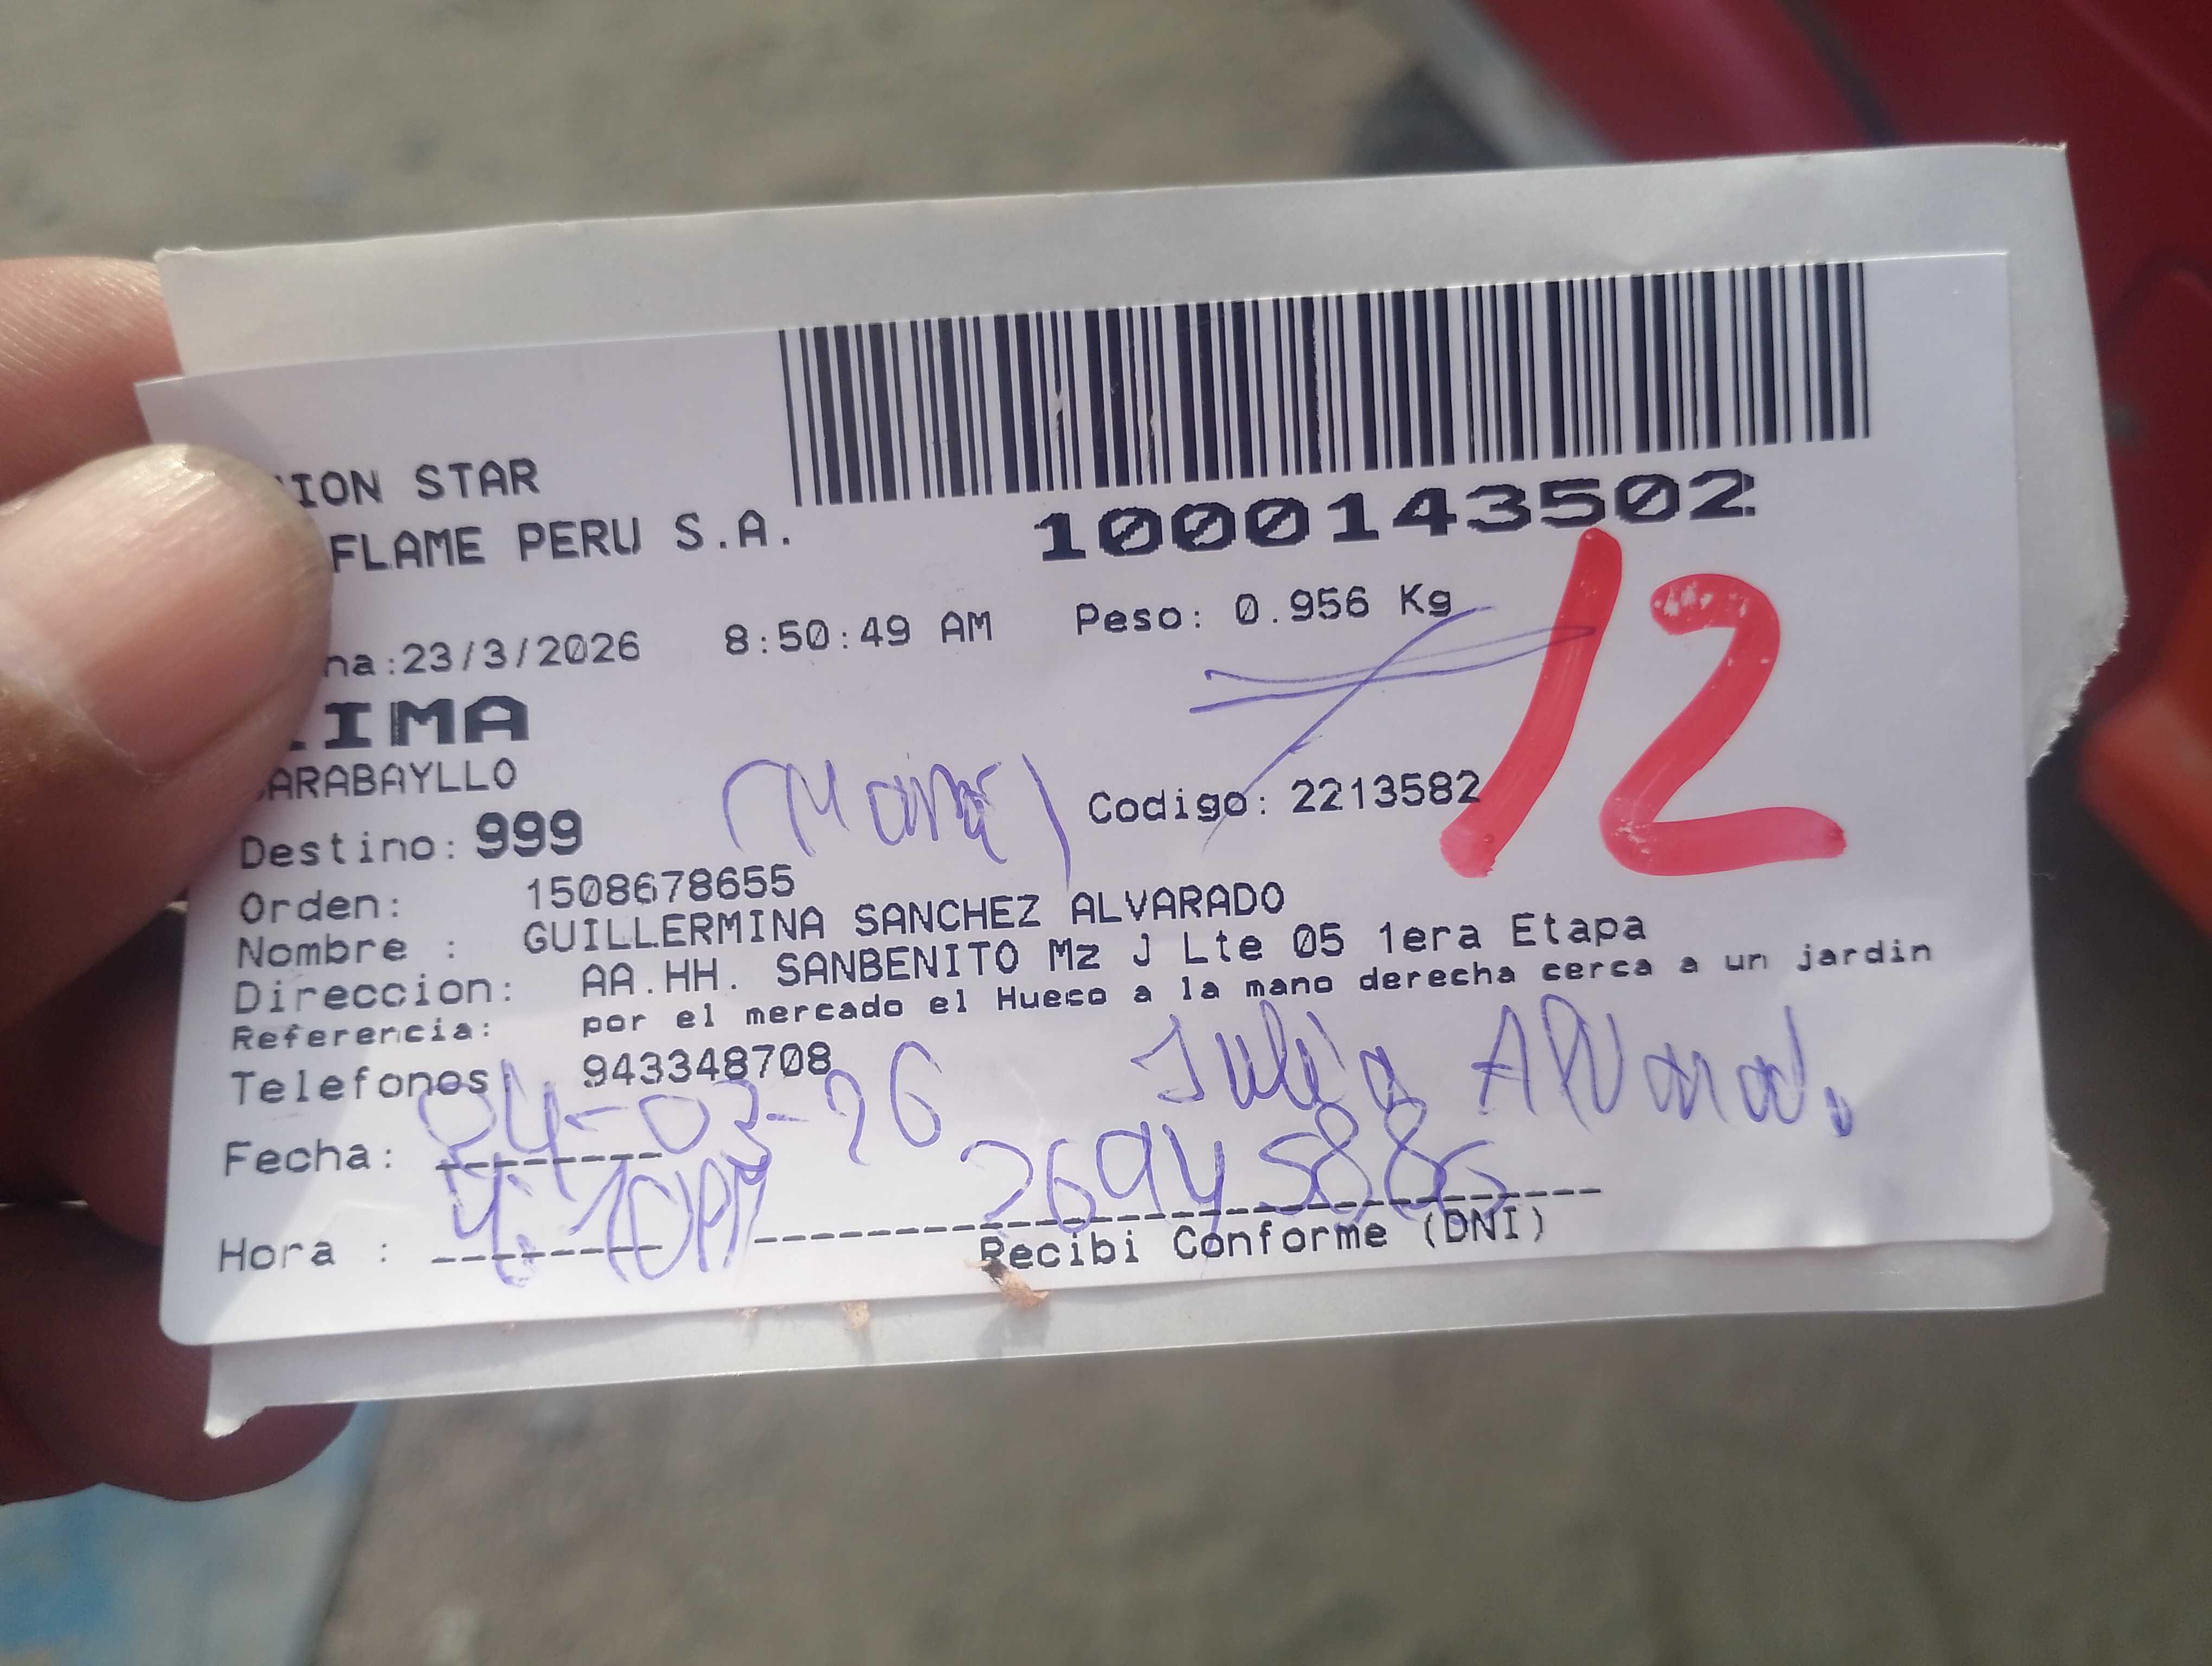 ION STAR
FLAME PERU S.A.
1000143502
na:23/3/2026 8:50:49 AM Peso: 0.956 Kg
IMA
ARABAYLLO
12
Destino: 999
Codigo: 2213582
Orden: 1508678655
Nombre : GUILLERMINA SANCHEZ ALVARADO
Direccion: AA.HH. SANBENITO Mz J Lte 05 1era Etapa
Referencia: por el mercado el Hueco a la mano derecha cerca a un jardin
Telefonos 943348708
Julia Alvarado
Fecha: 24-03-26
Hora : 4:10PM
Recibi Conforme (DNI)